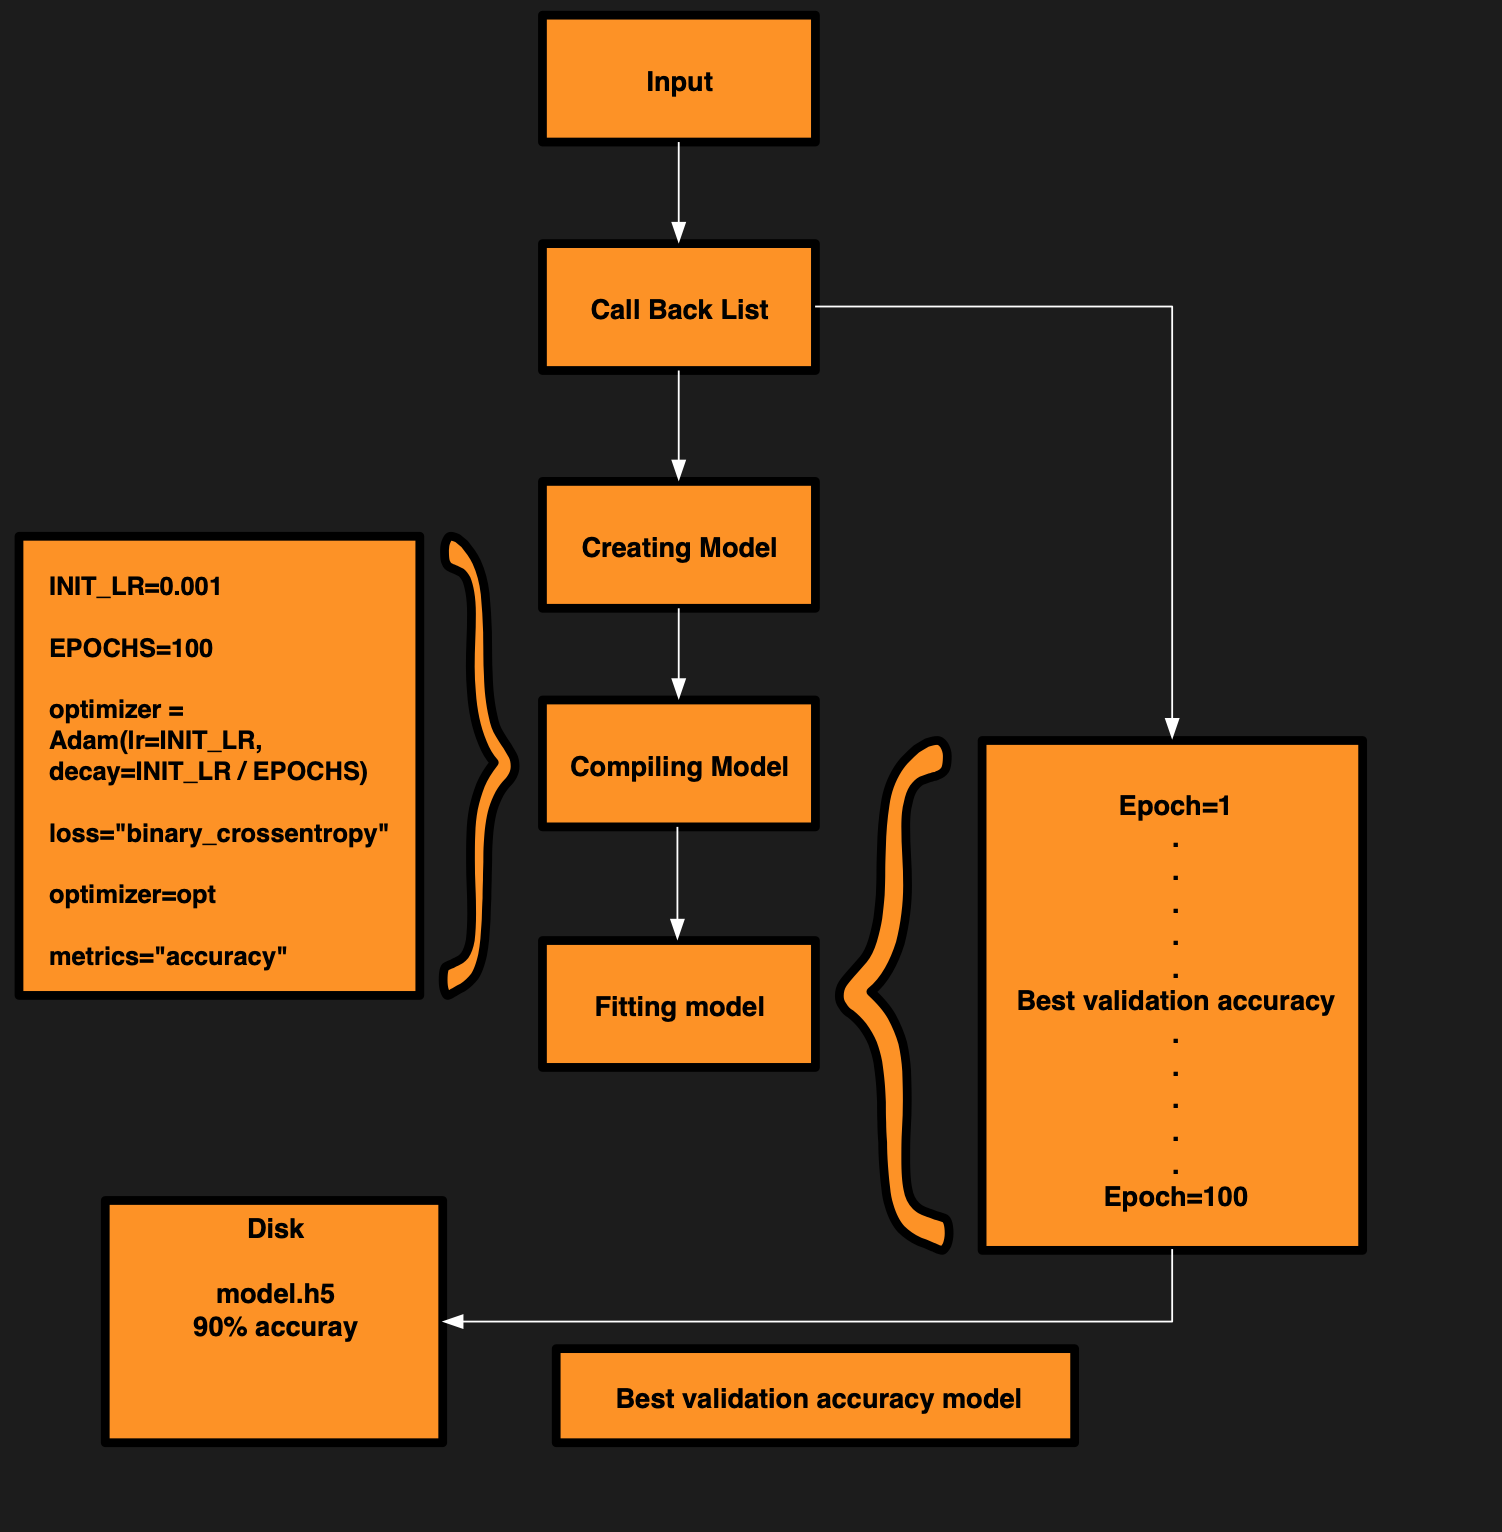 Input
Call Back List
Creating Model
INIT_LR=0.001
EPOCHS=100
optimizer =
Adam(lr=INIT_LR,
decay=INIT_LR / EPOCHS)
loss="binary_crossentropy"
optimizer=opt
metrics="accuracy"
Compiling Model
Fitting model
Epoch=1
.
.
.
.
.
Best validation accuracy
.
.
.
.
.
Epoch=100
Disk
model.h5
90% accuray
Best validation accuracy model